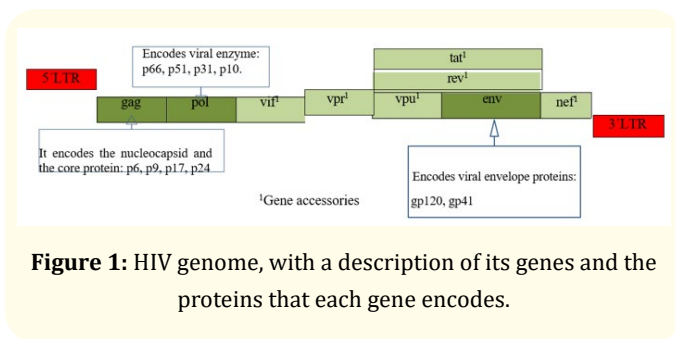 Encodes viral enzyme:
p66, p51, p31, p10.
tat¹
5´LTR
rev¹
gag pol vif¹ vpr¹ vpu¹ env nef¹
3´LTR
It encodes the nucleocapsid and
the core protein: p6, p9, p17, p24
Encodes viral envelope proteins:
gp120, gp41
¹Gene accessories
Figure 1: HIV genome, with a description of its genes and the
proteins that each gene encodes.